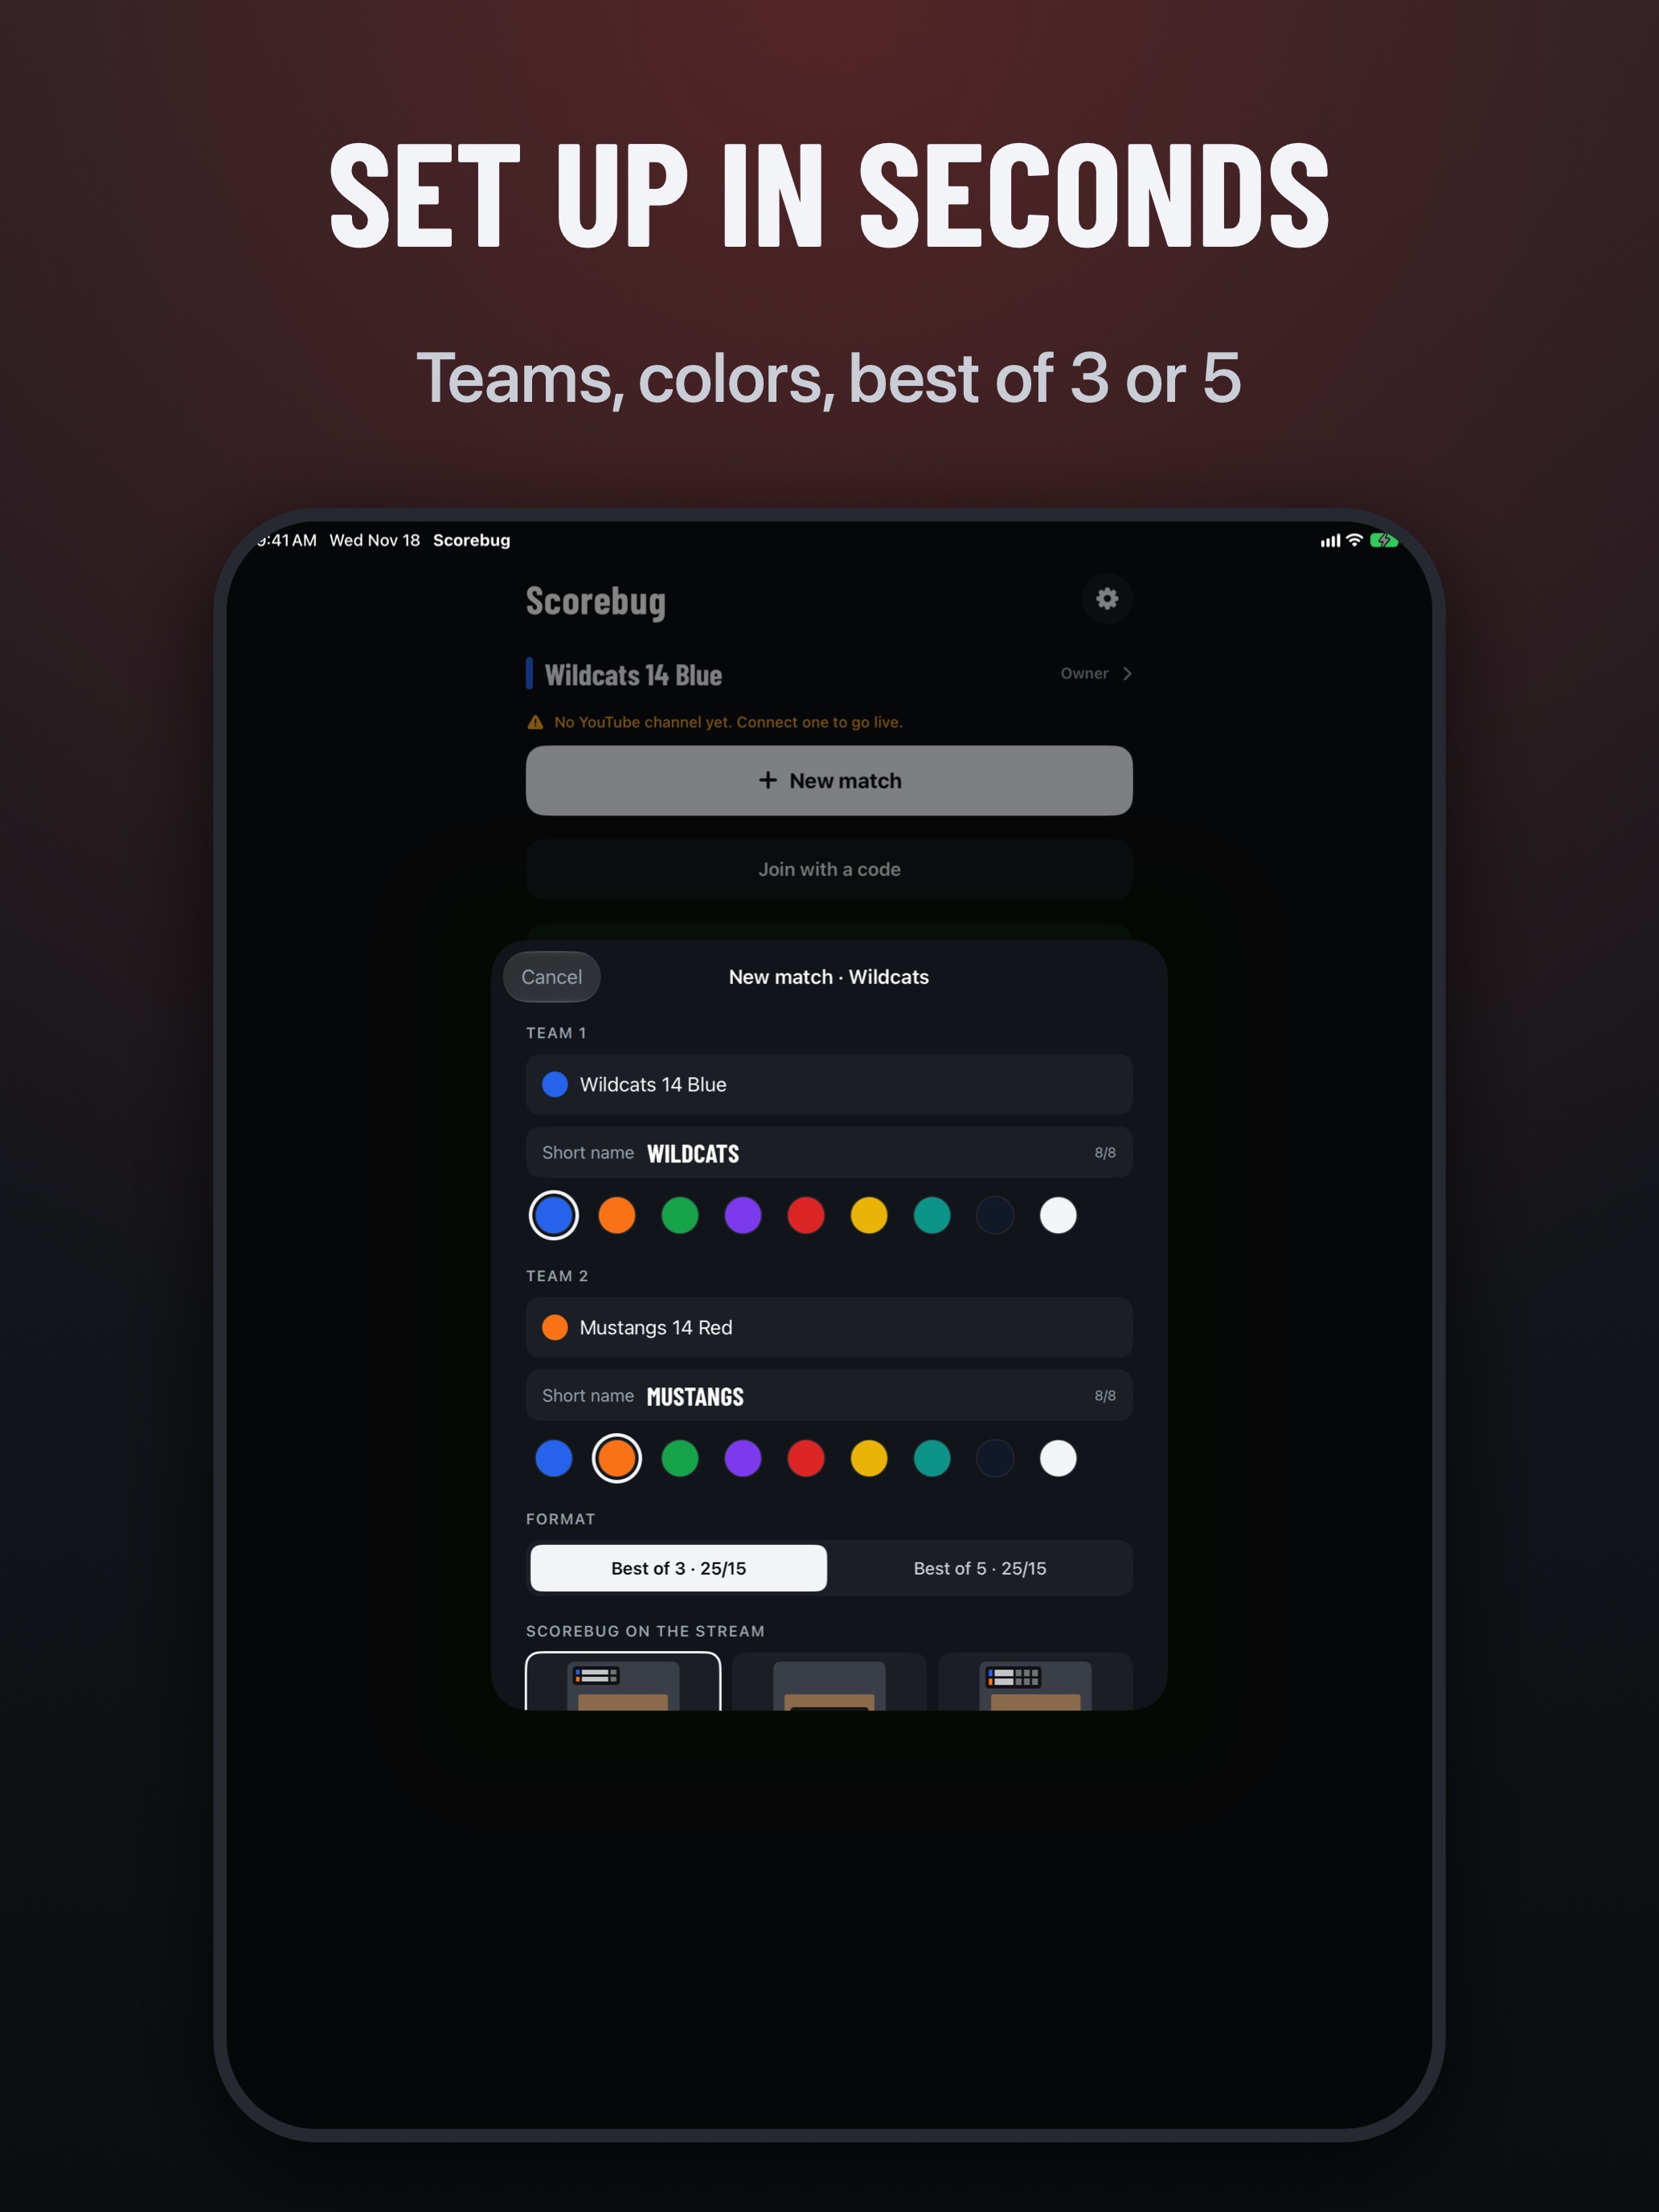 SET UP IN SECONDS
Teams, colors, best of 3 or 5
9:41 AM Wed Nov 18 Scorebug
Scorebug
Wildcats 14 Blue Owner
No YouTube channel yet. Connect one to go live.
+ New match
Join with a code
Cancel New match · Wildcats
TEAM 1
Wildcats 14 Blue
Short name WILDCATS 8/8
TEAM 2
Mustangs 14 Red
Short name MUSTANGS 8/8
FORMAT
Best of 3 · 25/15 Best of 5 · 25/15
SCOREBUG ON THE STREAM